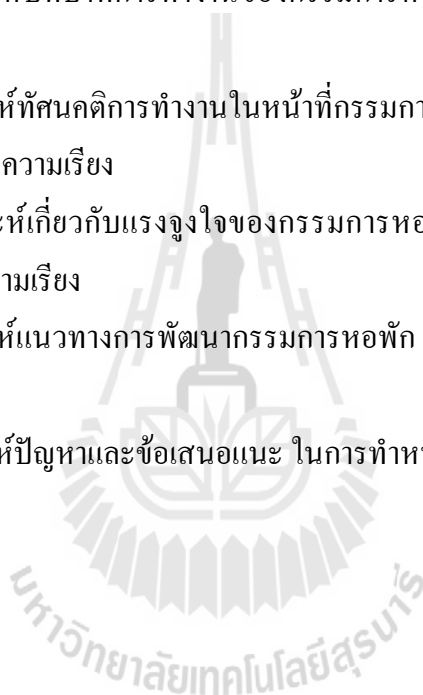 ห์ทัศนคติการทำงานในหน้าที่กรรมกา
ความเรียง
ะห์เกี่ยวกับแรงจูงใจของกรรมการหอ
ามเรียง
ห์แนวทางการพัฒนากรรมการหอพัก
ห์ปัญหาและข้อเสนอแนะ ในการทำห
มหาวิทยาลัยเทคโนโลยีสุรนารี